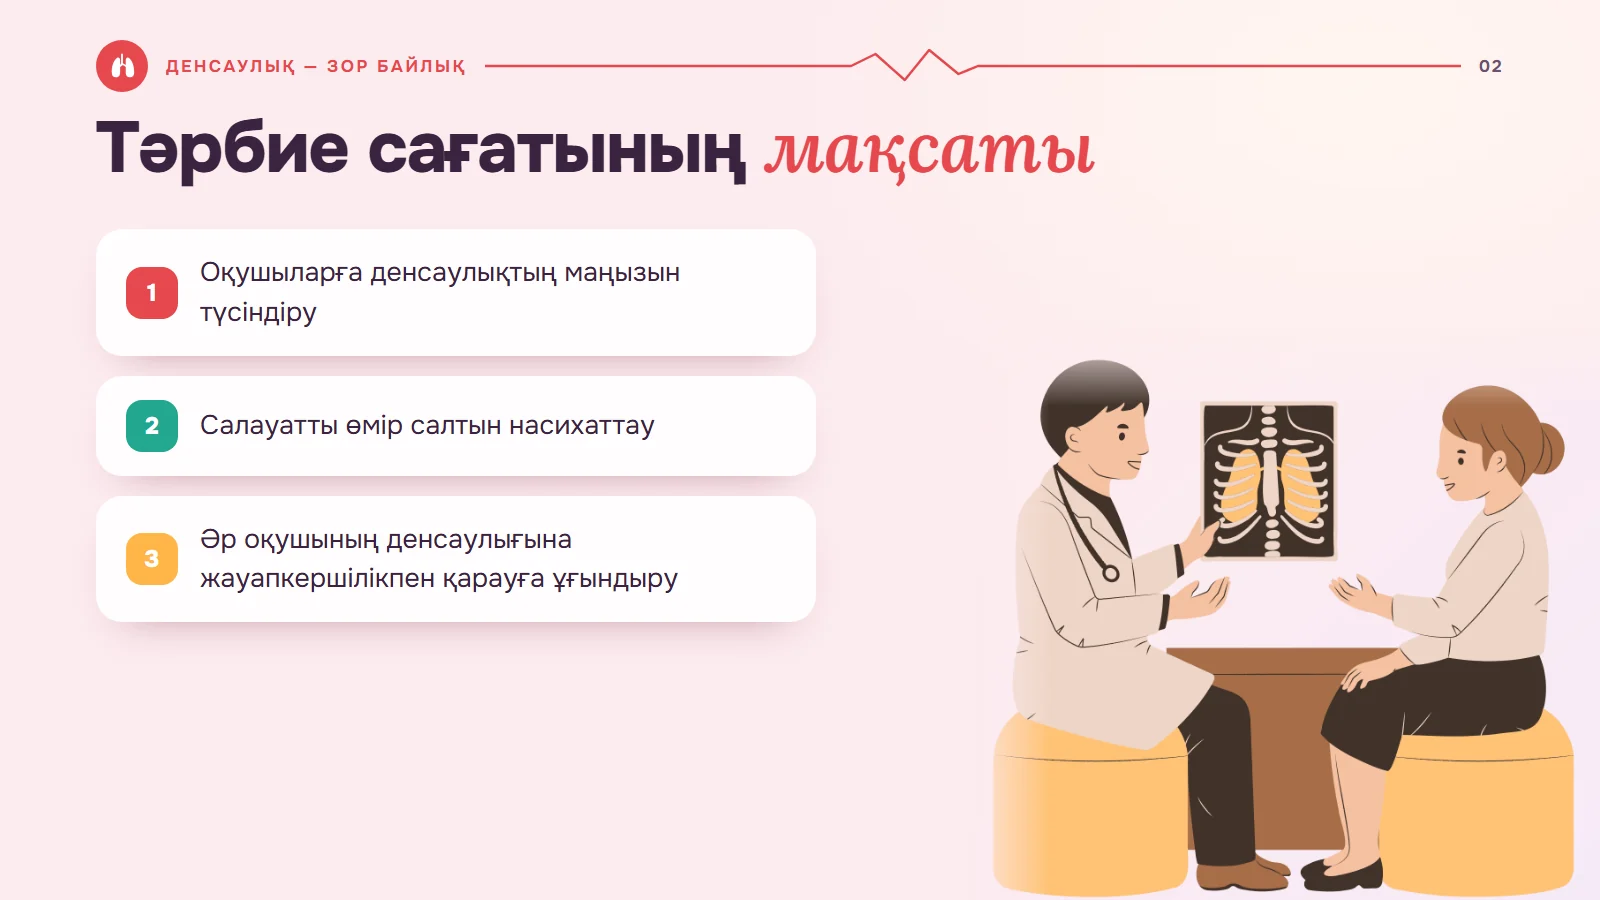 ДЕНСАУЛЫҚ — ЗОР БАЙЛЫҚ
02
Тәрбие сағатының мақсаты
1
Оқушыларға денсаулықтың маңызын
түсіндіру
2
Салауатты өмір салтын насихаттау
3
Әр оқушының денсаулығына
жауапкершілікпен қарауға ұғындыру